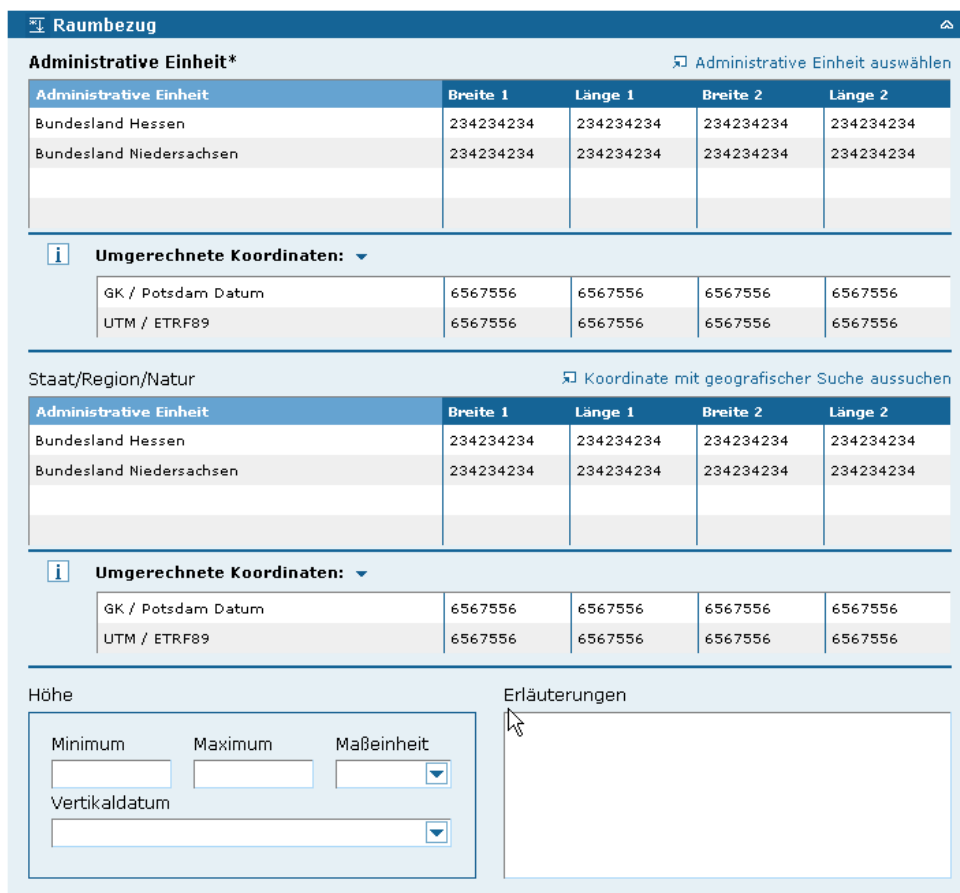 Raumbezug
Administrative Einheit* Administrative Einheit auswählen
Administrative Einheit Breite 1 Länge 1 Breite 2 Länge 2
Bundesland Hessen 234234234 234234234 234234234 234234234
Bundesland Niedersachsen 234234234 234234234 234234234 234234234
i Umgerechnete Koordinaten:
GK / Potsdam Datum 6567556 6567556 6567556 6567556
UTM / ETRF89 6567556 6567556 6567556 6567556
Staat/Region/Natur Koordinate mit geografischer Suche aussuchen
Administrative Einheit Breite 1 Länge 1 Breite 2 Länge 2
Bundesland Hessen 234234234 234234234 234234234 234234234
Bundesland Niedersachsen 234234234 234234234 234234234 234234234
i Umgerechnete Koordinaten:
GK / Potsdam Datum 6567556 6567556 6567556 6567556
UTM / ETRF89 6567556 6567556 6567556 6567556
Höhe Erläuterungen
Minimum Maximum Maßeinheit
Vertikaldatum